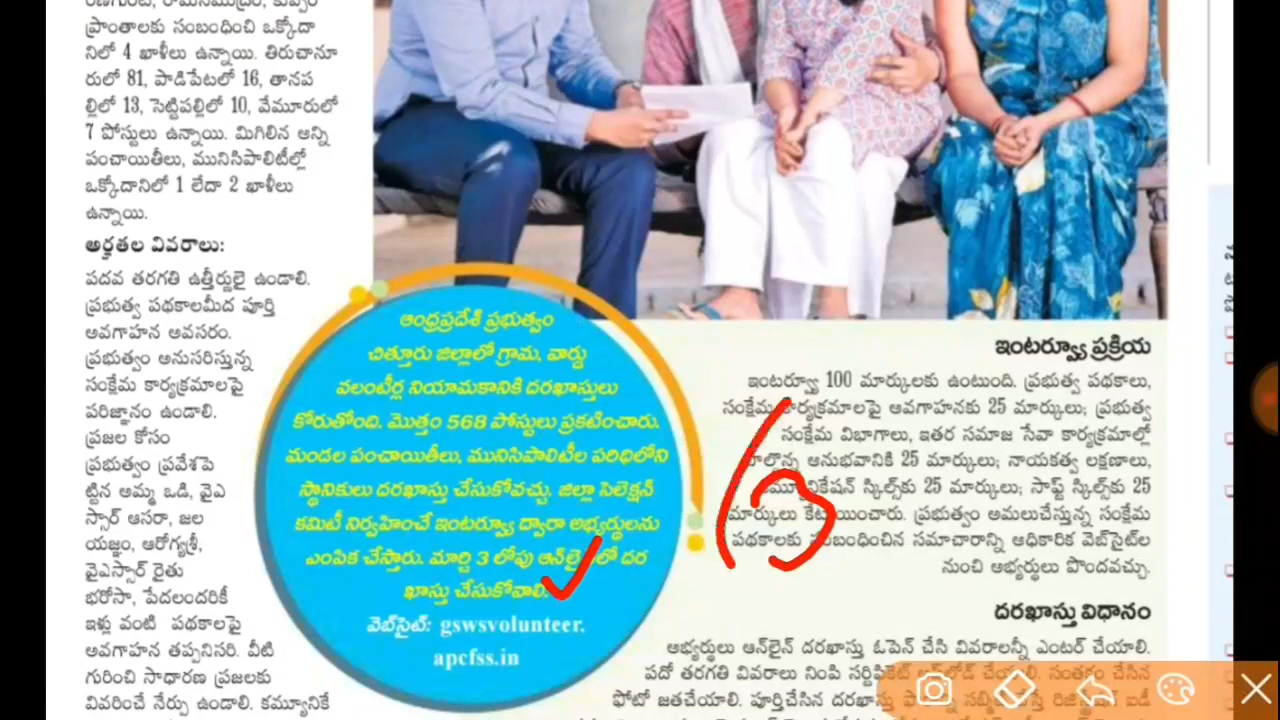 ప్రాంతాలకు సంబంధించి ఒక్కోదా
నిలో 4 ఖాళీలు ఉన్నాయి. తిరుచానూ
రులో 81, పాడిపేటలో 16, తానప
ల్లిలో 13, సెట్టిపల్లిలో 10, వేమూరులో
7 పోస్టులు ఉన్నాయి. మిగిలిన అన్ని
పంచాయితీలు, మునిసిపాలిటీల్లో
ఒక్కోదానిలో 1 లేదా 2 ఖాళీలు
ఉన్నాయి.
అర్హతల వివరాలు:
పదవ తరగతి ఉత్తీర్ణులై ఉండాలి.
ప్రభుత్వ పథకాలమీద పూర్తి
అవగాహన అవసరం.
ప్రభుత్వం అనుసరిస్తున్న
సంక్షేమ కార్యక్రమాలపై
పరిజ్ఞానం ఉండాలి.
ప్రజల కోసం
ప్రభుత్వం ప్రవేశపె
ట్టిన అమ్మ ఒడి, వైఎ
స్సార్ ఆసరా, జల
యజ్ఞం, ఆరోగ్యశ్రీ,
వైఎస్సార్ రైతు
భరోసా, పేదలందరికీ
ఇళ్లు వంటి పథకాలపై
అవగాహన తప్పనిసరి. వీటి
గురించి సాధారణ ప్రజలకు
వివరించే నేర్పు ఉండాలి. కమ్యూనికే
ఆంధ్రప్రదేశ్ ప్రభుత్వం
చిత్తూరు జిల్లాలో గ్రామ, వార్డు
వలంటీర్ల నియామకానికి దరఖాస్తులు
కోరుతోంది. మొత్తం 568 పోస్టులు ప్రకటించారు.
మండల పంచాయితీలు, మునిసిపాలిటీల పరిధిలోని
స్థానికులు దరఖాస్తు చేసుకోవచ్చు. జిల్లా సెలెక్షన్
కమిటీ నిర్వహించే ఇంటర్వ్యూ ద్వారా అభ్యర్థులను
ఎంపిక చేస్తారు. మార్చి 3 లోపు ఆన్‌లైన్‌లో దర
ఖాస్తు చేసుకోవాలి.
వెబ్‌సైట్: gswsvolunteer.
apcfss.in
ఇంటర్వ్యూ ప్రక్రియ
ఇంటర్వ్యూ 100 మార్కులకు ఉంటుంది. ప్రభుత్వ పథకాలు,
సంక్షేమ కార్యక్రమాలపై అవగాహనకు 25 మార్కులు; ప్రభుత్వ
సంక్షేమ విభాగాలు, ఇతర సమాజ సేవా కార్యక్రమాల్లో
పాల్గొన్న అనుభవానికి 25 మార్కులు; నాయకత్వ లక్షణాలు,
కమ్యూనికేషన్ స్కిల్స్‌కు 25 మార్కులు; సాఫ్ట్ స్కిల్స్‌కు 25
మార్కులు కేటాయించారు. ప్రభుత్వం అమలుచేస్తున్న సంక్షేమ
పథకాలకు సంబంధించిన సమాచారాన్ని ఆధికారిక వెబ్‌సైట్‌ల
నుంచి అభ్యర్థులు పొందవచ్చు.
దరఖాస్తు విధానం
అభ్యర్థులు ఆన్‌లైన్ దరఖాస్తు ఓపెన్ చేసి వివరాలన్నీ ఎంటర్ చేయాలి.
పదో తరగతి వివరాలు నింపి సర్టిఫికెట్ అప్‌లోడ్ చేయాలి. సంతకం చేసిన
ఫోటో జతచేయాలి. పూర్తిచేసిన దరఖాస్తు